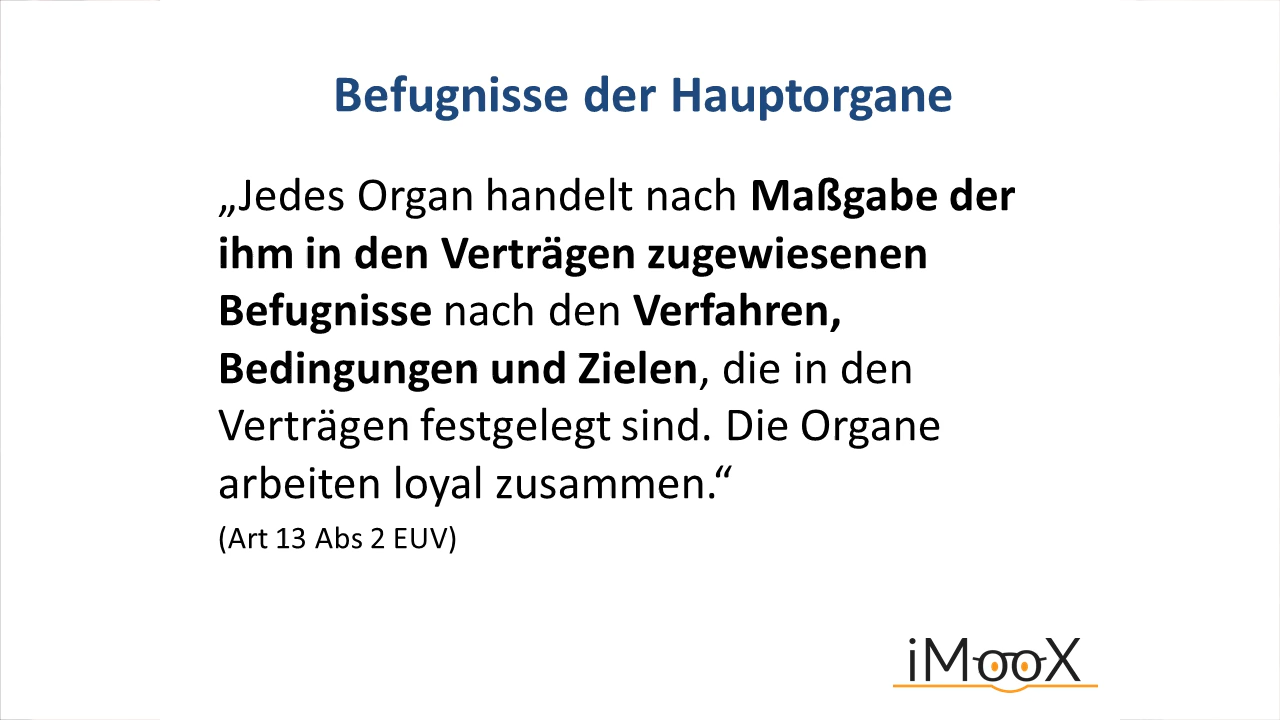 Befugnisse der Hauptorgane
„Jedes Organ handelt nach Maßgabe der
ihm in den Verträgen zugewiesenen
Befugnisse nach den Verfahren,
Bedingungen und Zielen, die in den
Verträgen festgelegt sind. Die Organe
arbeiten loyal zusammen.“
(Art 13 Abs 2 EUV)
iMooX